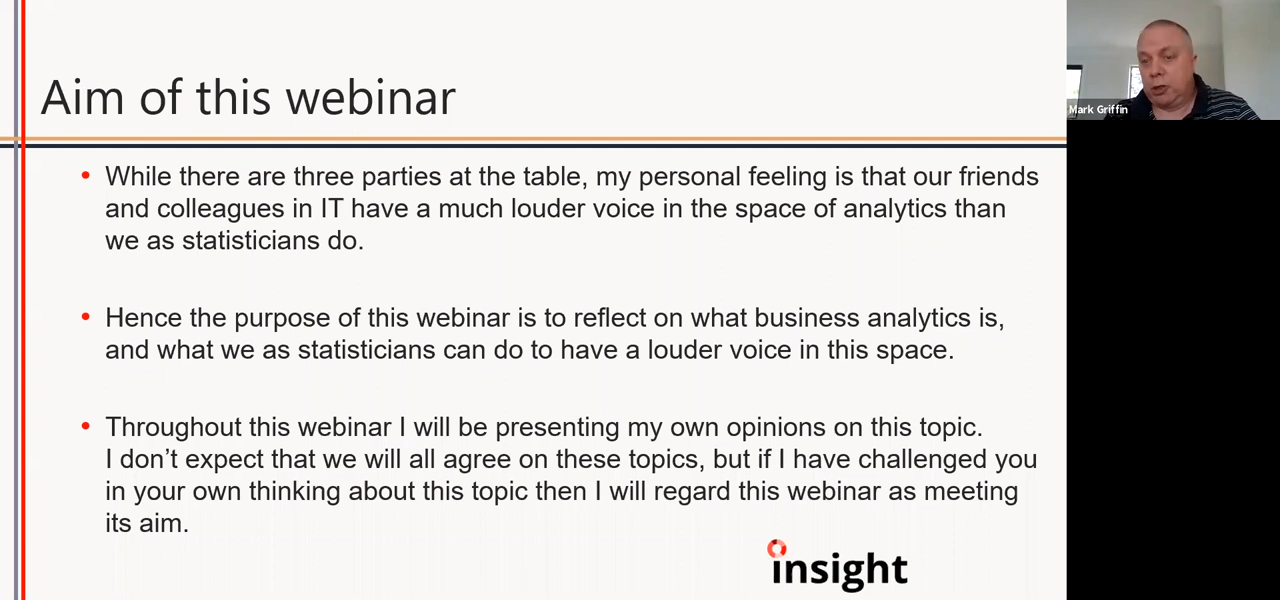 Aim of this webinar
Mark Griffin
• While there are three parties at the table, my personal feeling is that our friends
and colleagues in IT have a much louder voice in the space of analytics than
we as statisticians do.
• Hence the purpose of this webinar is to reflect on what business analytics is,
and what we as statisticians can do to have a louder voice in this space.
• Throughout this webinar I will be presenting my own opinions on this topic.
I don’t expect that we will all agree on these topics, but if I have challenged you
in your own thinking about this topic then I will regard this webinar as meeting
its aim.
insight